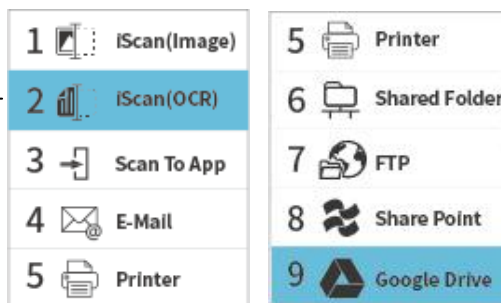 1 iScan(Image)
2 iScan(OCR)
3 Scan To App
4 E-Mail
5 Printer
5 Printer
6 Shared Folder
7 FTP
8 Share Point
9 Google Drive